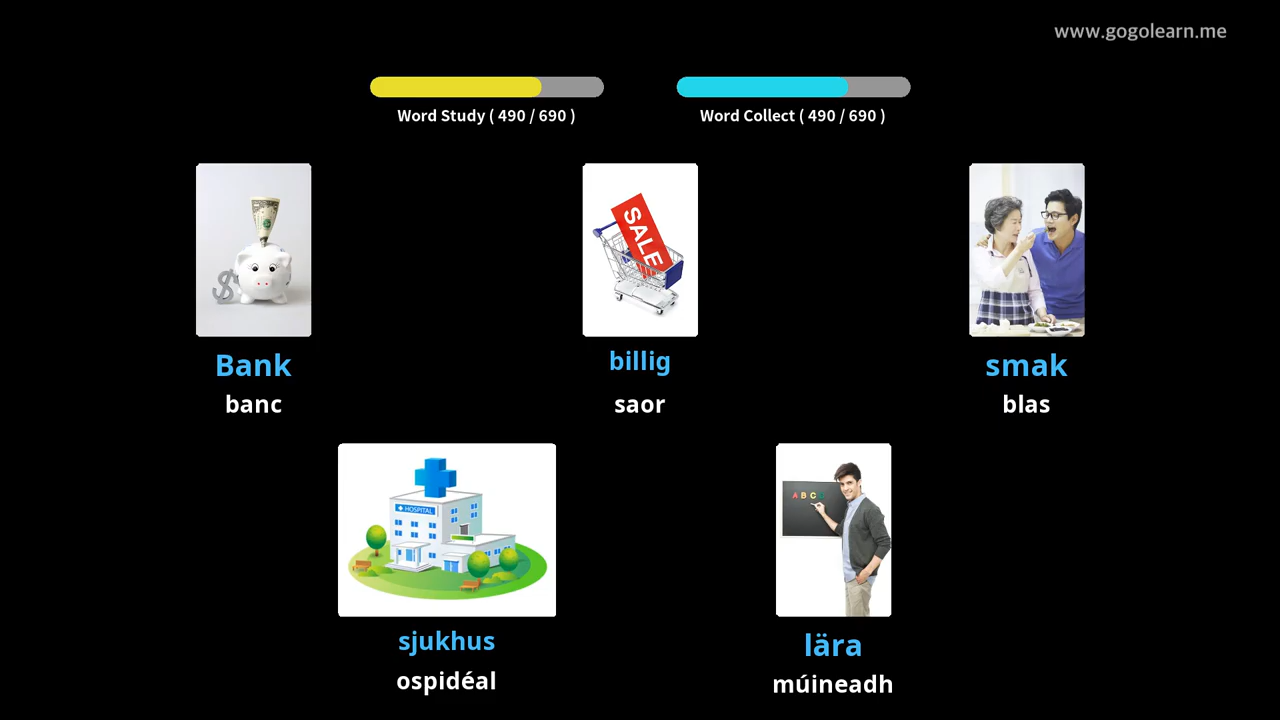 www.gogolearn.me
Word Study ( 490 / 690 )
Word Collect ( 490 / 690 )
$
SALE
Bank
billig
smak
banc
saor
blas
HOSPITAL
A B C D
sjukhus
lära
ospidéal
múineadh